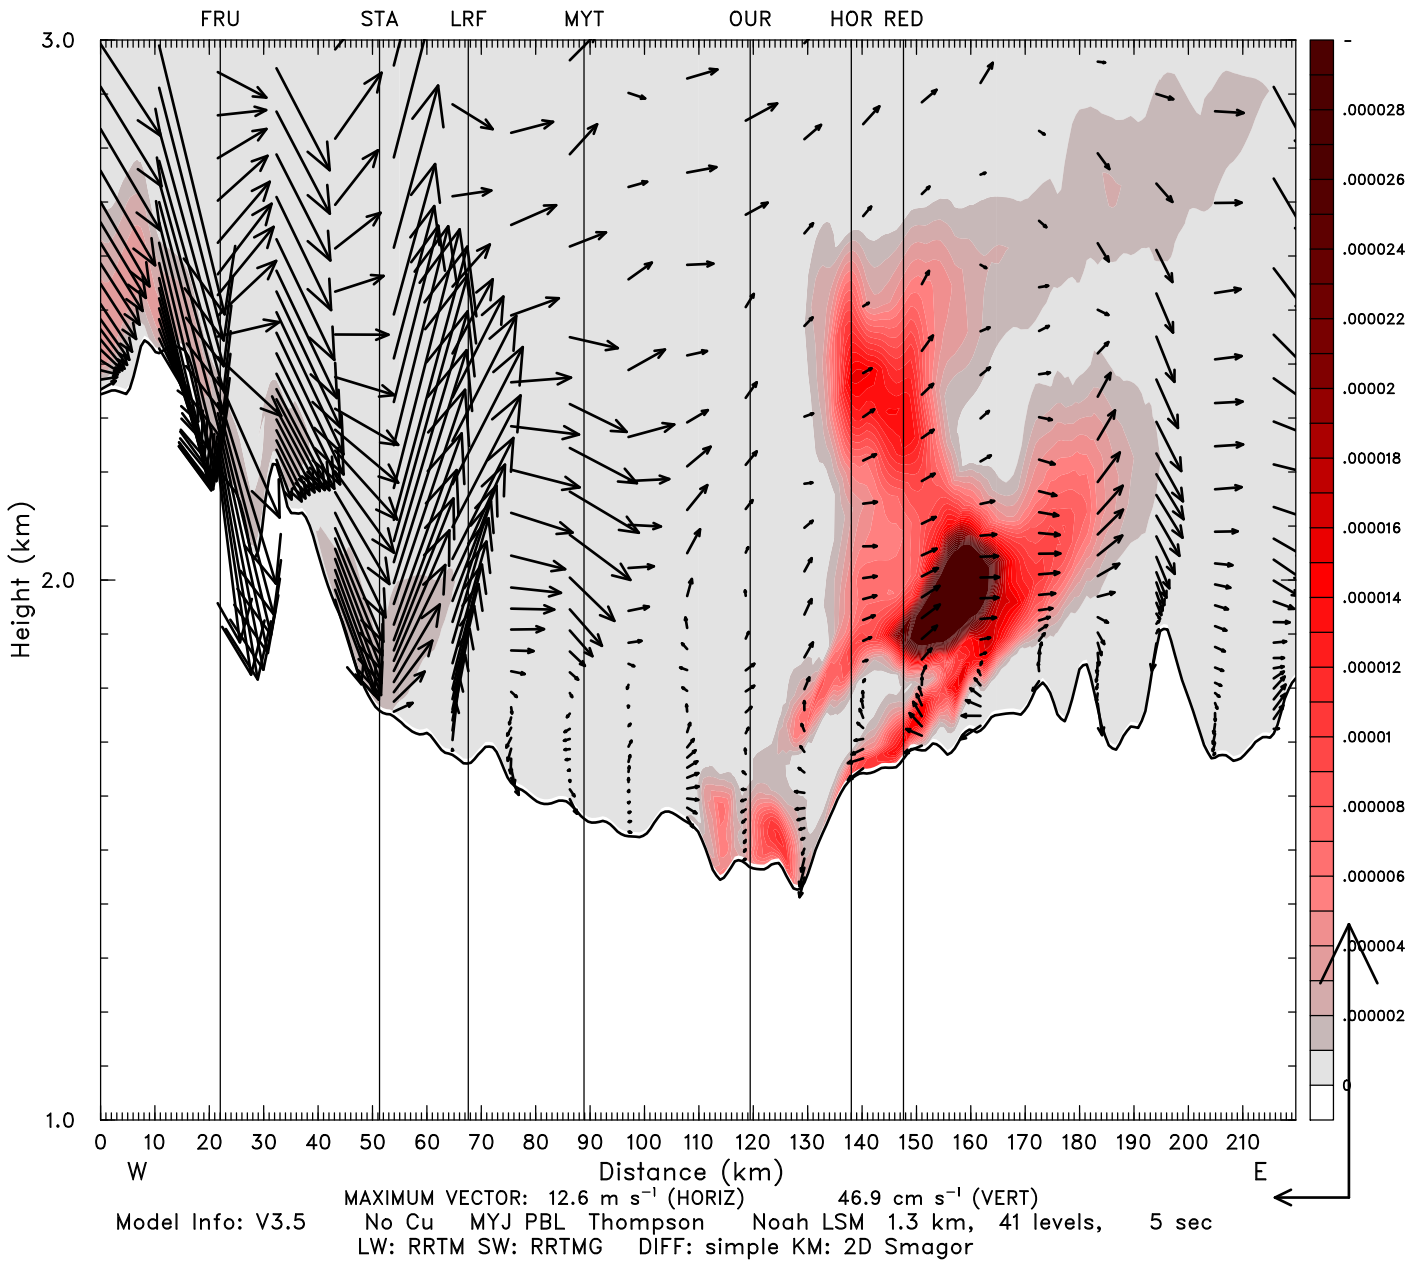 FRU STA LRF MYT OUR HOR RED
3.0
2.0
1.0
Height (km)
0 10 20 30 40 50 60 70 80 90 100 110 120 130 140 150 160 170 180 190 200 210
W Distance (km) E
MAXIMUM VECTOR: 12.6 m s⁻¹ (HORIZ) 46.9 cm s⁻¹ (VERT)
Model Info: V3.5 No Cu MYJ PBL Thompson Noah LSM 1.3 km, 41 levels, 5 sec
LW: RRTM SW: RRTMG DIFF: simple KM: 2D Smagor
–
.000028
.000026
.000024
.000022
.00002
.000018
.000016
.000014
.000012
.00001
.000008
.000006
.000004
.000002
0